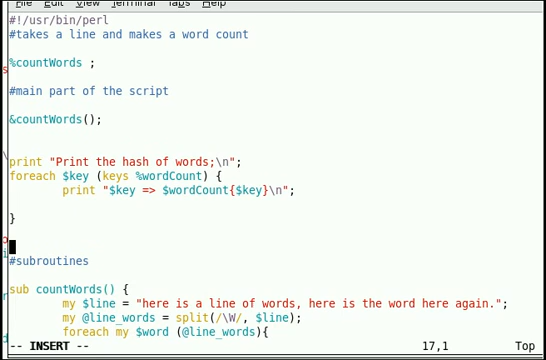 File Edit View Terminal Tabs Help
#!/usr/bin/perl
#takes a line and makes a word count
%countWords ;
#main part of the script
&countWords();
print "Print the hash of words;\n";
foreach $key (keys %wordCount) {
print "$key => $wordCount{$key}\n";
}
#subroutines
sub countWords() {
my $line = "here is a line of words, here is the word here again.";
my @line_words = split(/\W/, $line);
foreach my $word (@line_words){
-- INSERT -- 17,1 Top